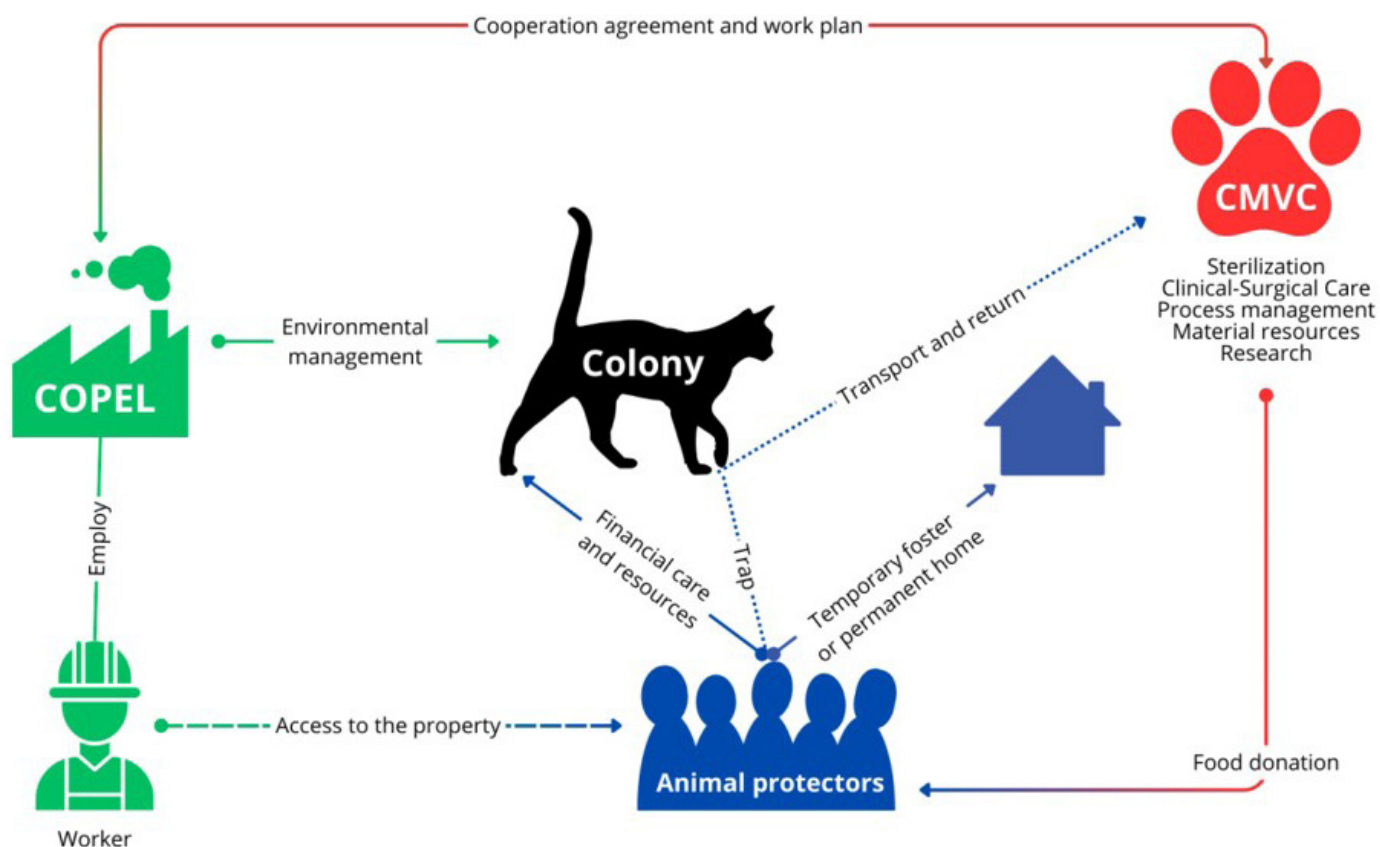 Cooperation agreement and work plan
CMVC
Sterilization
Clinical-Surgical Care
Process management
Material resources
Research
Environmental
management
Colony
Transport and return
COPEL
Employ
Financial care
and resources
Trap
Temporary foster
or permanent home
Access to the property
Animal protectors
Food donation
Worker